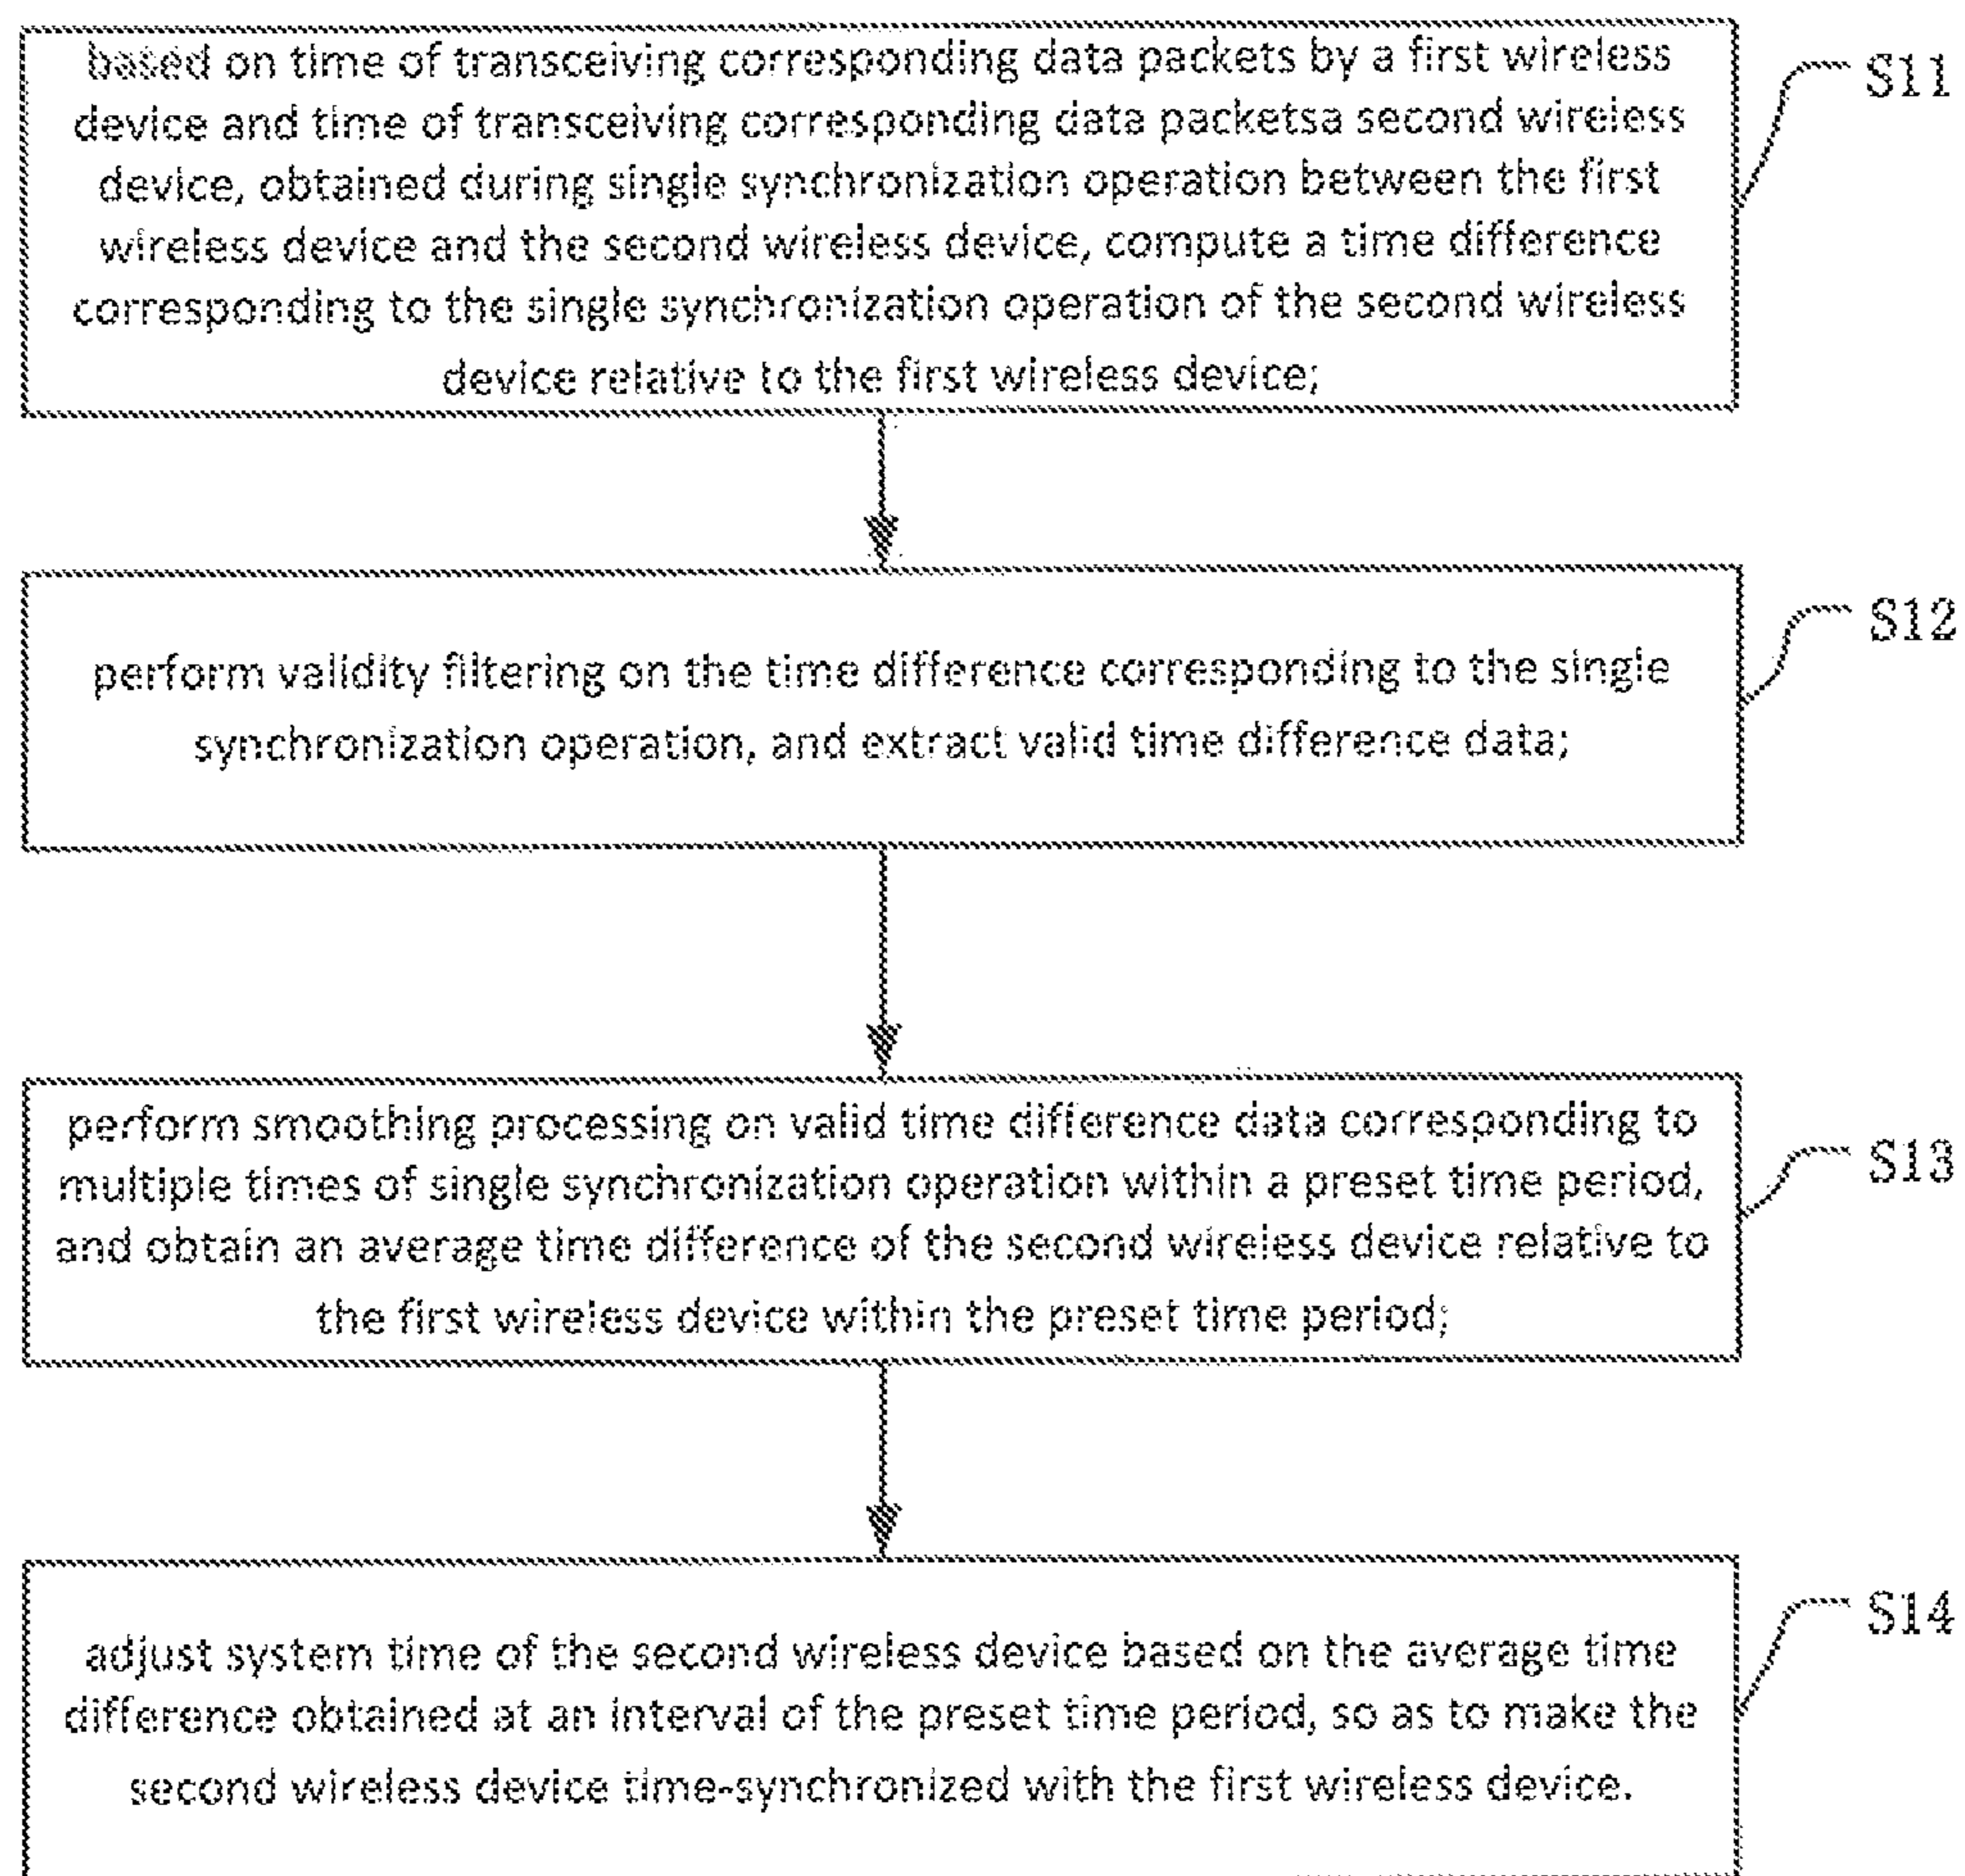 based on time of transceiving corresponding data packets by a first wireless
device and time of transceiving corresponding data packetsa second wireless
device, obtained during single synchronization operation between the first
wireless device and the second wireless device, compute a time difference
corresponding to the single synchronization operation of the second wireless
device relative to the first wireless device;
S11
perform validity filtering on the time difference corresponding to the single
synchronization operation, and extract valid time difference data;
S12
perform smoothing processing on valid time difference data corresponding to
multiple times of single synchronization operation within a preset time period,
and obtain an average time difference of the second wireless device relative to
the first wireless device within the preset time period;
S13
adjust system time of the second wireless device based on the average time
difference obtained at an interval of the preset time period, so as to make the
second wireless device time-synchronized with the first wireless device.
S14